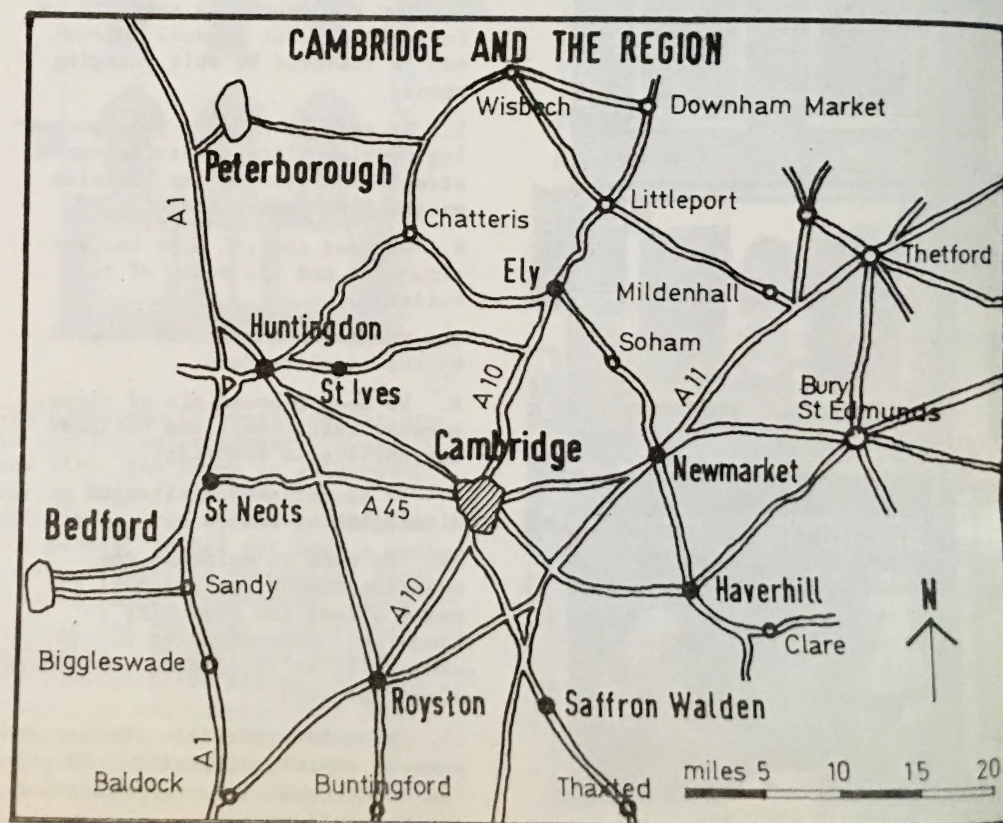 CAMBRIDGE AND THE REGION
Wisbech
Downham Market
Peterborough
A1
Chatteris
Littleport
Thetford
Ely
Mildenhall
Huntingdon
Soham
St Ives
A10
A11
Bury
St Edmunds
Cambridge
Newmarket
A45
St Neots
Bedford
Sandy
A10
Haverhill
N
Clare
Biggleswade
Royston
Saffron Walden
A1
Baldock
Buntingford
Thaxted
miles 5 10 15 20